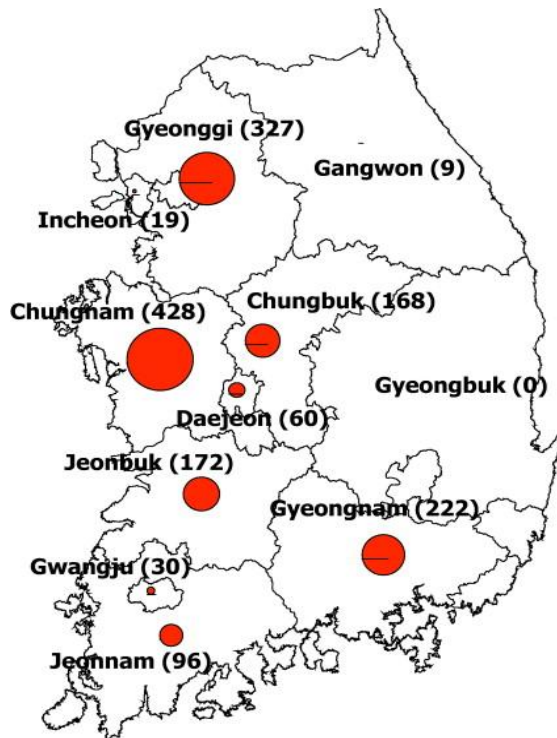 Gyeonggi (327)
Gangwon (9)
Incheon (19)
Chungbuk (168)
Chungnam (428)
Gyeongbuk (0)
Daejeon (60)
Jeonbuk (172)
Gyeongnam (222)
Gwangju (30)
Jeonnam (96)